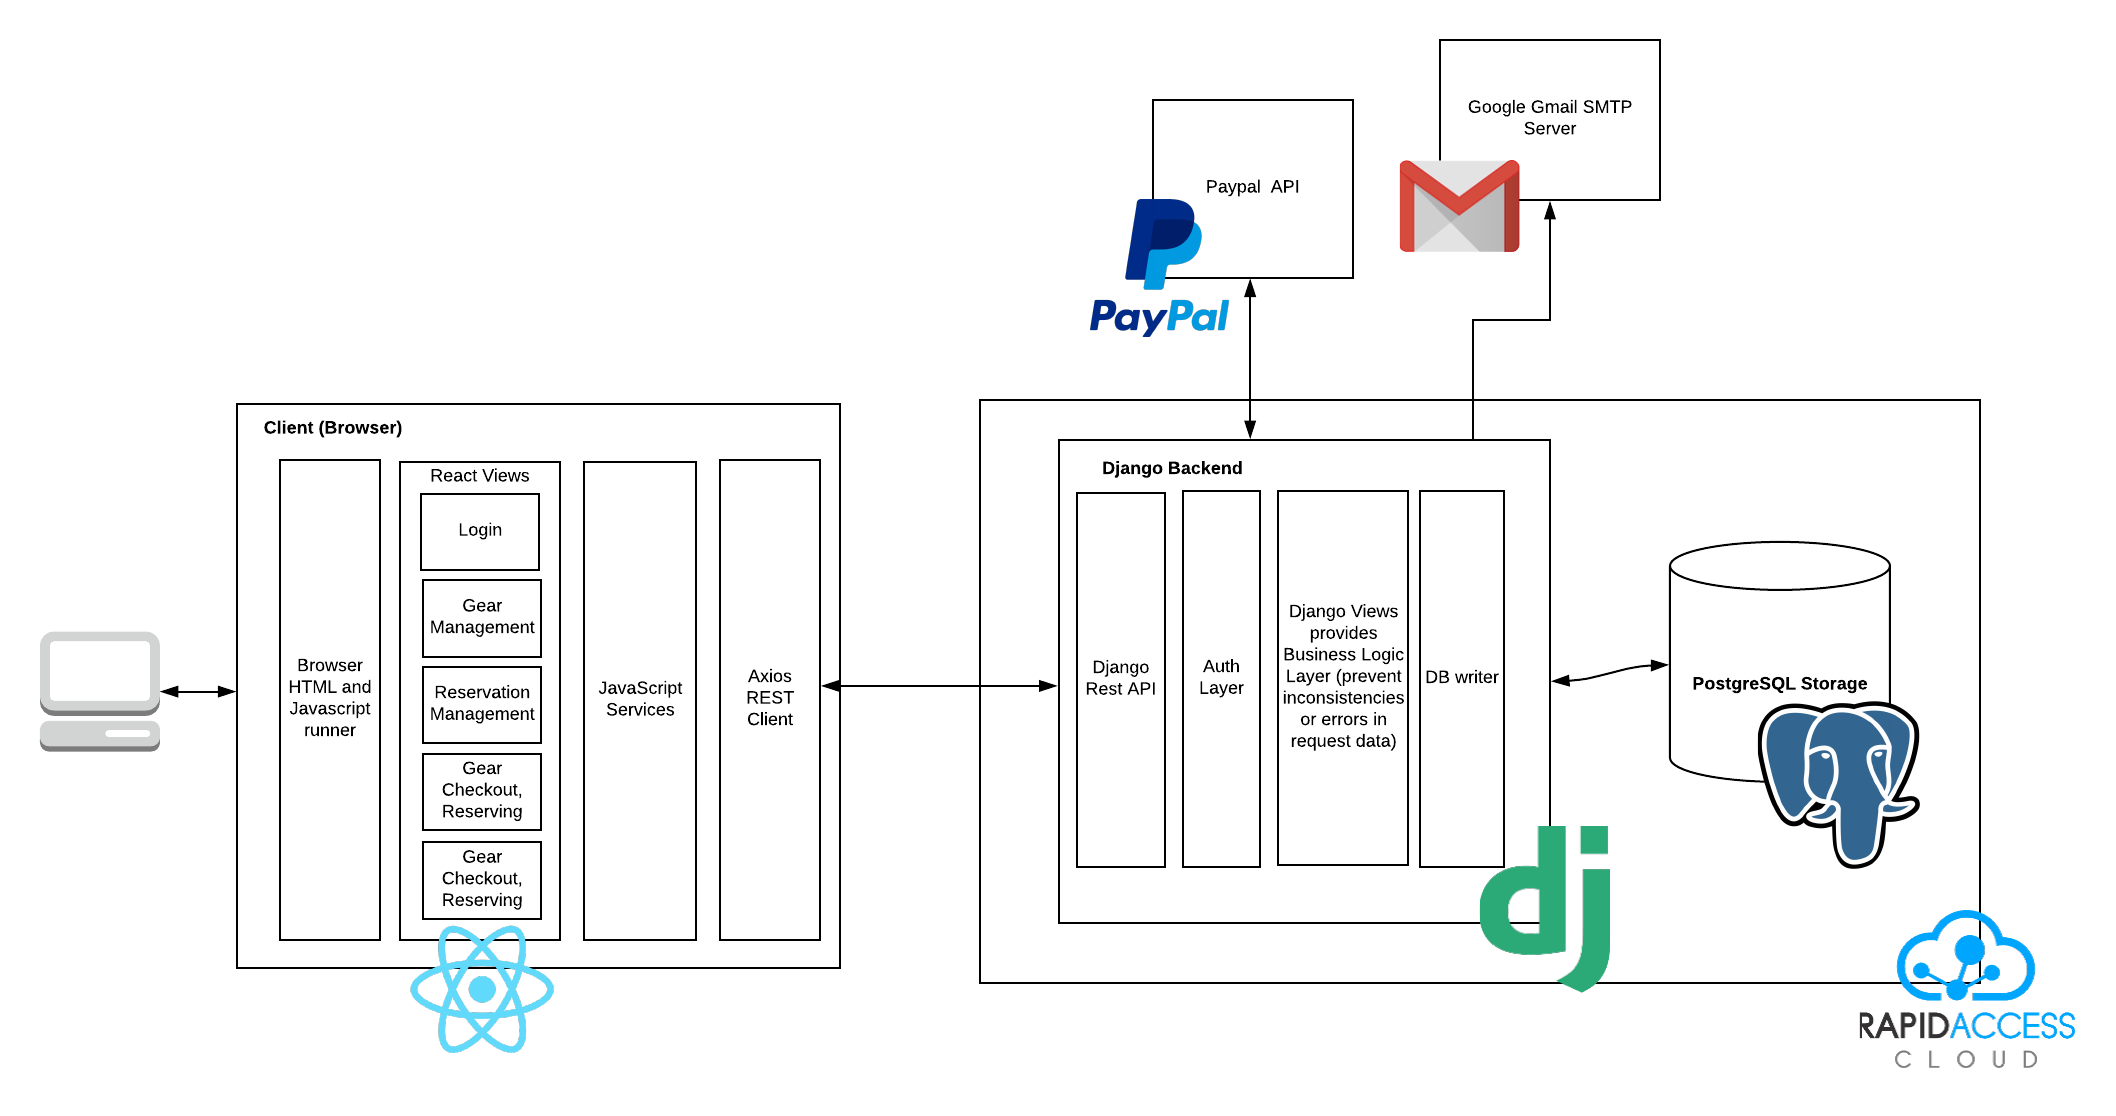 Google Gmail SMTP
Server
Paypal API
PayPal
Client (Browser)
Browser
HTML and
Javascript
runner
React Views
Login
Gear
Management
Reservation
Management
Gear
Checkout,
Reserving
Gear
Checkout,
Reserving
JavaScript
Services
Axios
REST
Client
Django Backend
Django
Rest API
Auth
Layer
Django Views
provides
Business Logic
Layer (prevent
inconsistencies
or errors in
request data)
DB writer
dj
PostgreSQL Storage
RAPIDACCESS
CLOUD